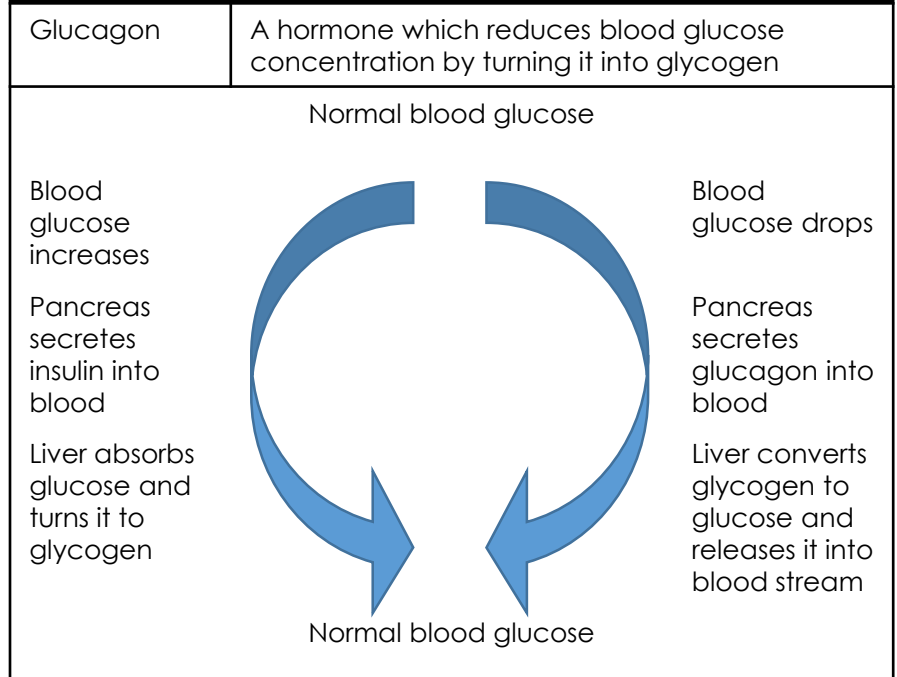 Glucagon
A hormone which reduces blood glucose
concentration by turning it into glycogen
Normal blood glucose
Blood
glucose
increases
Pancreas
secretes
insulin into
blood
Liver absorbs
glucose and
turns it to
glycogen
Blood
glucose drops
Pancreas
secretes
glucagon into
blood
Liver converts
glycogen to
glucose and
releases it into
blood stream
Normal blood glucose